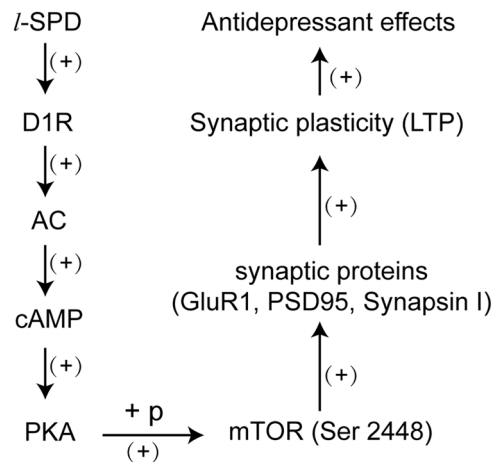 l-SPD
(+)
D1R
(+)
AC
(+)
cAMP
(+)
PKA
+ p
(+)
mTOR (Ser 2448)
(+)
synaptic proteins
(GluR1, PSD95, Synapsin I)
(+)
Synaptic plasticity (LTP)
(+)
Antidepressant effects